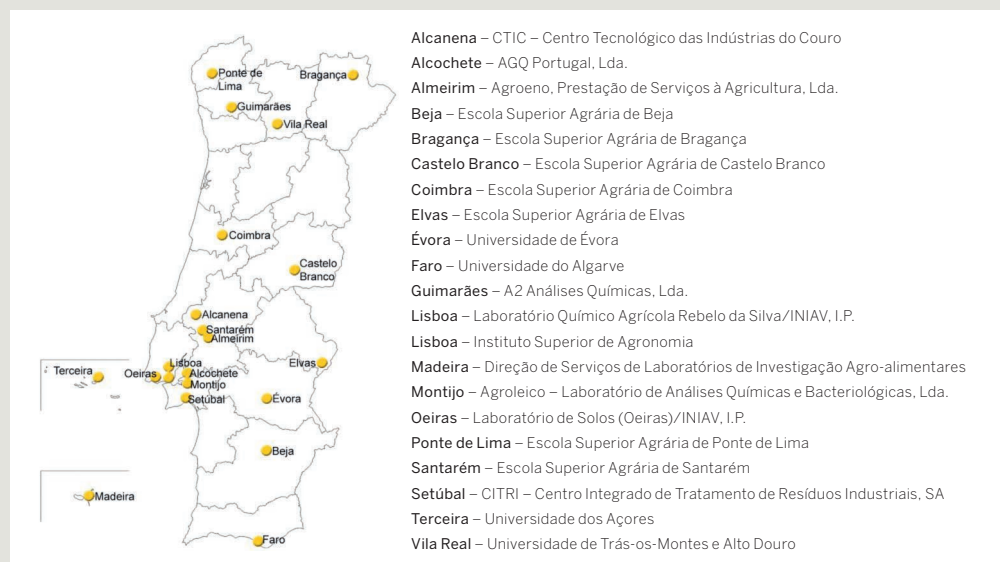 Ponte de
Lima
Bragança
Guimarães
Vila Real
Coimbra
Castelo
Branco
Alcanena
Santarém
Almeirim
Lisboa
Elvas
Terceira
Oeiras
Alcochete
Montijo
Setúbal
Évora
Beja
Madeira
Faro
Alcanena – CTIC – Centro Tecnológico das Indústrias do Couro
Alcochete – AGQ Portugal, Lda.
Almeirim – Agroeno, Prestação de Serviços à Agricultura, Lda.
Beja – Escola Superior Agrária de Beja
Bragança – Escola Superior Agrária de Bragança
Castelo Branco – Escola Superior Agrária de Castelo Branco
Coimbra – Escola Superior Agrária de Coimbra
Elvas – Escola Superior Agrária de Elvas
Évora – Universidade de Évora
Faro – Universidade do Algarve
Guimarães – A2 Análises Químicas, Lda.
Lisboa – Laboratório Químico Agrícola Rebelo da Silva/INIAV, I.P.
Lisboa – Instituto Superior de Agronomia
Madeira – Direção de Serviços de Laboratórios de Investigação Agro-alimentares
Montijo – Agroleico – Laboratório de Análises Químicas e Bacteriológicas, Lda.
Oeiras – Laboratório de Solos (Oeiras)/INIAV, I.P.
Ponte de Lima – Escola Superior Agrária de Ponte de Lima
Santarém – Escola Superior Agrária de Santarém
Setúbal – CITRI – Centro Integrado de Tratamento de Resíduos Industriais, SA
Terceira – Universidade dos Açores
Vila Real – Universidade de Trás-os-Montes e Alto Douro